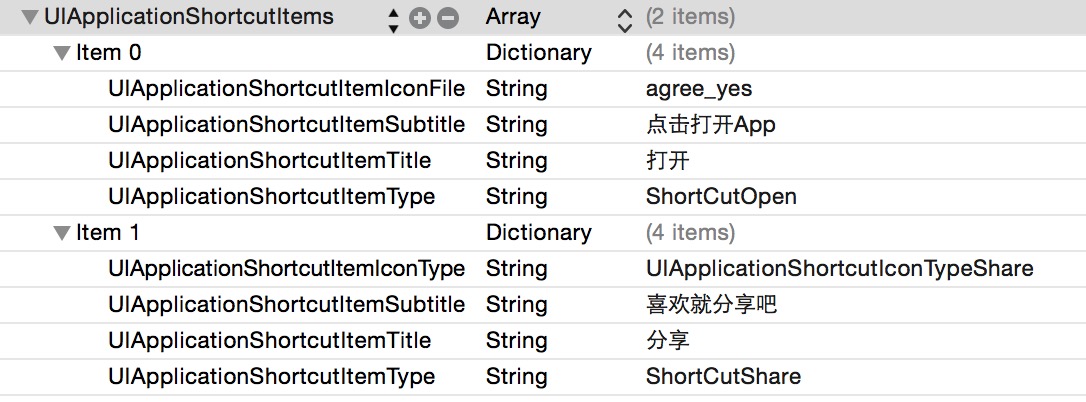 UIApplicationShortcutItems Array (2 items)
Item 0 Dictionary (4 items)
UIApplicationShortcutItemIconFile String agree_yes
UIApplicationShortcutItemSubtitle String 点击打开App
UIApplicationShortcutItemTitle String 打开
UIApplicationShortcutItemType String ShortCutOpen
Item 1 Dictionary (4 items)
UIApplicationShortcutItemIconType String UIApplicationShortcutIconTypeShare
UIApplicationShortcutItemSubtitle String 喜欢就分享吧
UIApplicationShortcutItemTitle String 分享
UIApplicationShortcutItemType String ShortCutShare